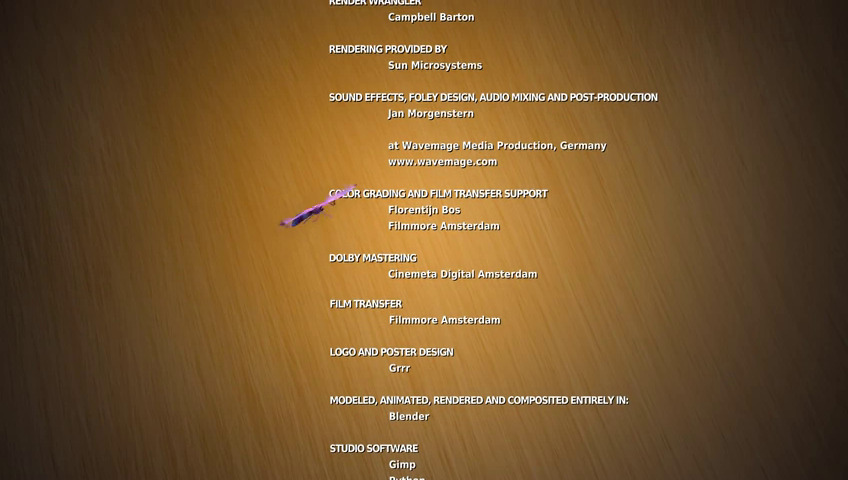 RENDER WRANGLER
Campbell Barton
RENDERING PROVIDED BY
Sun Microsystems
SOUND EFFECTS, FOLEY DESIGN, AUDIO MIXING AND POST-PRODUCTION
Jan Morgenstern
at Wavemage Media Production, Germany
www.wavemage.com
COLOR GRADING AND FILM TRANSFER SUPPORT
Florentijn Bos
Filmmore Amsterdam
DOLBY MASTERING
Cinemeta Digital Amsterdam
FILM TRANSFER
Filmmore Amsterdam
LOGO AND POSTER DESIGN
Grrr
MODELED, ANIMATED, RENDERED AND COMPOSITED ENTIRELY IN:
Blender
STUDIO SOFTWARE
Gimp
Python